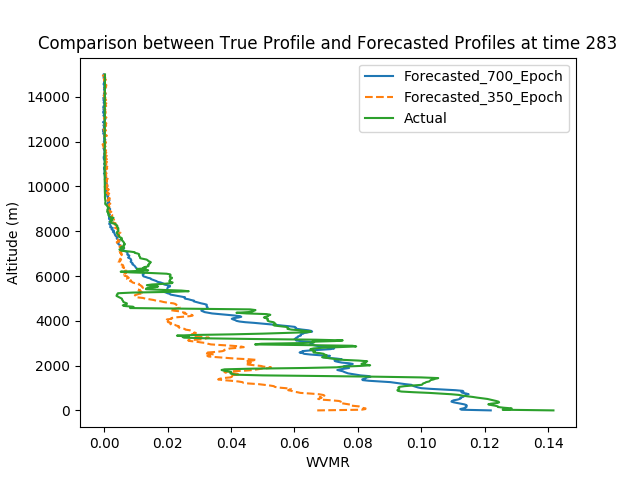 Comparison between True Profile and Forecasted Profiles at time 283
Forecasted_700_Epoch
Forecasted_350_Epoch
Actual
14000
12000
10000
8000
6000
4000
2000
0
Altitude (m)
0.00 0.02 0.04 0.06 0.08 0.10 0.12 0.14
WVMR